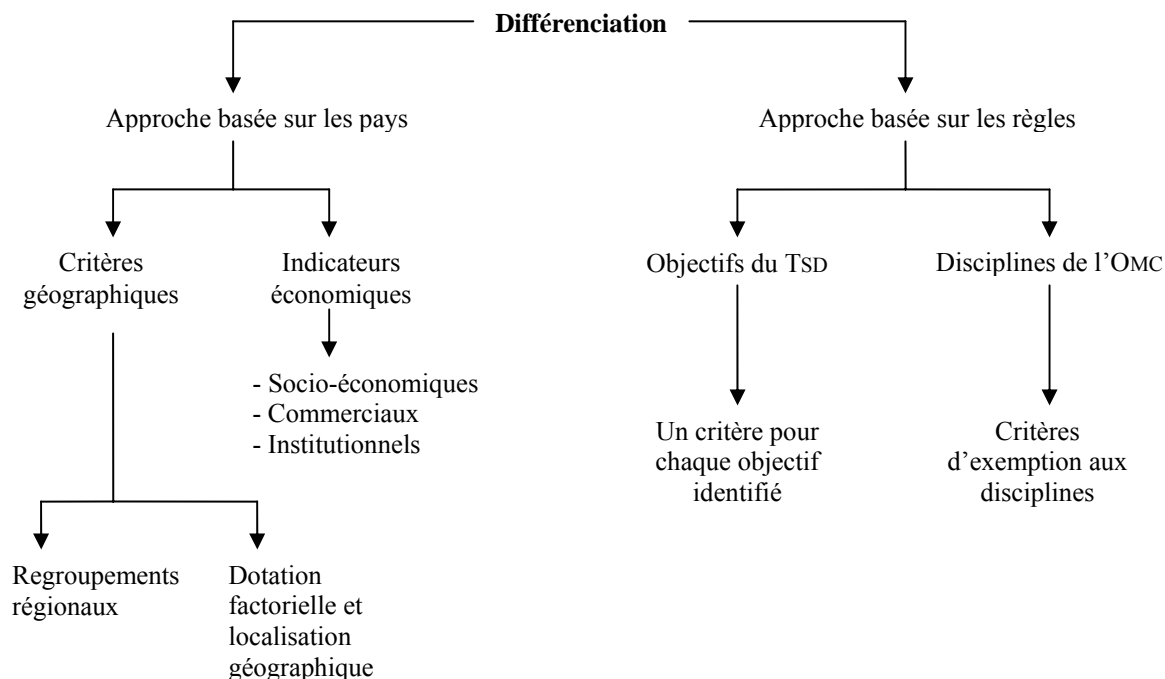 Différenciation
Approche basée sur les pays
Approche basée sur les règles
Critères
géographiques
Indicateurs
économiques
Objectifs du TSD
Disciplines de l’OMC
- Socio-économiques
- Commerciaux
- Institutionnels
Un critère pour
chaque objectif
identifié
Critères
d’exemption aux
disciplines
Regroupements
régionaux
Dotation
factorielle et
localisation
géographique